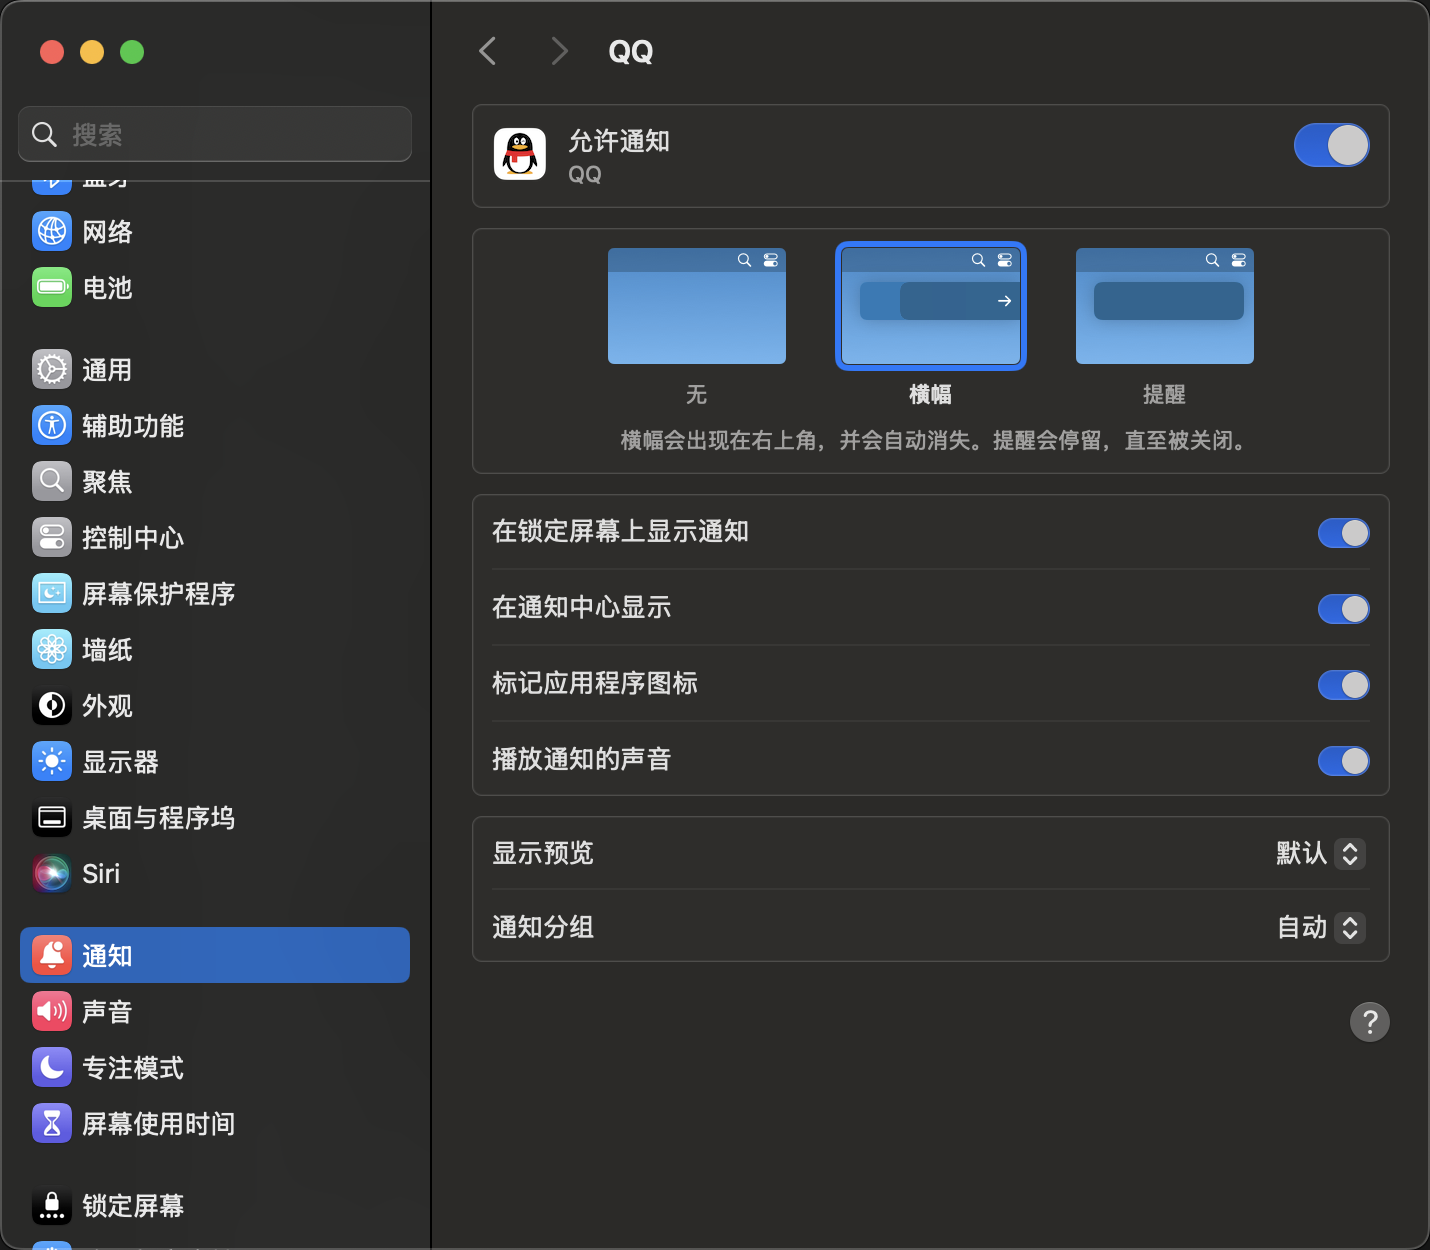 QQ
搜索
蓝牙
网络
电池
通用
辅助功能
聚焦
控制中心
屏幕保护程序
墙纸
外观
显示器
桌面与程序坞
Siri
通知
声音
专注模式
屏幕使用时间
锁定屏幕
允许通知
QQ
无
横幅
提醒
横幅会出现在右上角，并会自动消失。提醒会停留，直至被关闭。
在锁定屏幕上显示通知
在通知中心显示
标记应用程序图标
播放通知的声音
显示预览
默认
通知分组
自动
?